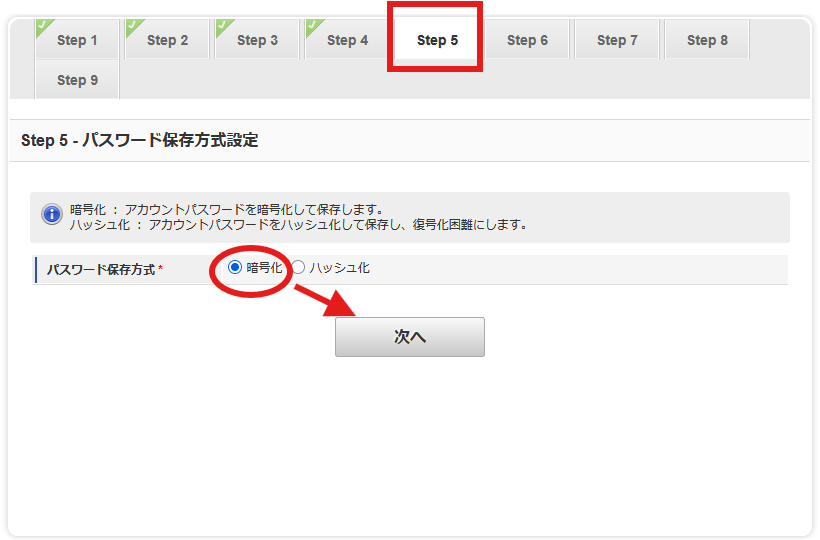 Step 1 Step 2 Step 3 Step 4 Step 5 Step 6 Step 7 Step 8
Step 9
Step 5 - パスワード保存方式設定
暗号化 ： アカウントパスワードを暗号化して保存します。
ハッシュ化 ： アカウントパスワードをハッシュ化して保存し、復号化困難にします。
パスワード保存方式* 暗号化 ハッシュ化
次へ